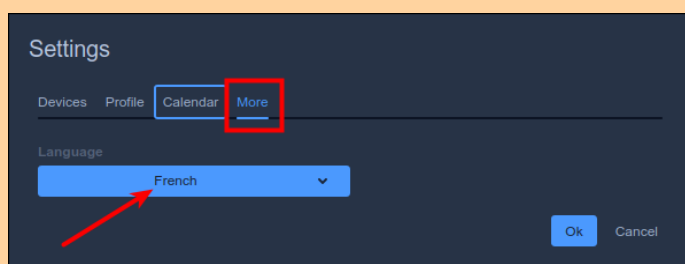 Settings
Devices Profile Calendar More
Language
French
Ok Cancel